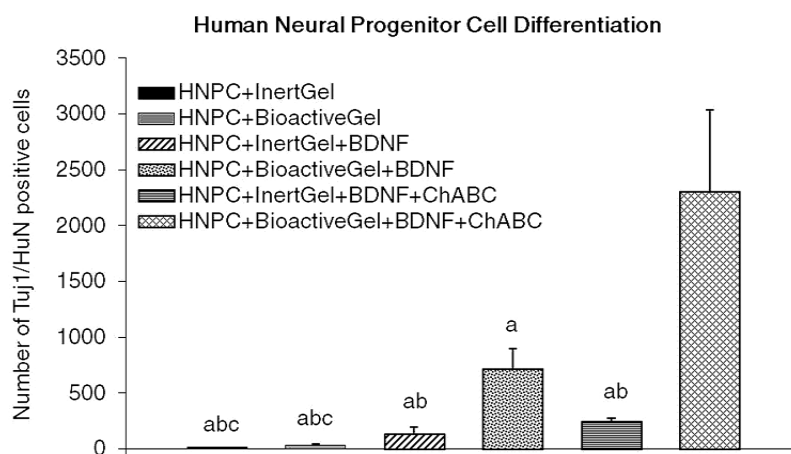 Human Neural Progenitor Cell Differentiation
Number of Tuj1/HuN positive cells
3500
3000
2500
2000
1500
1000
500
0
HNPC+InertGel
HNPC+BioactiveGel
HNPC+InertGel+BDNF
HNPC+BioactiveGel+BDNF
HNPC+InertGel+BDNF+ChABC
HNPC+BioactiveGel+BDNF+ChABC
abc
abc
ab
a
ab